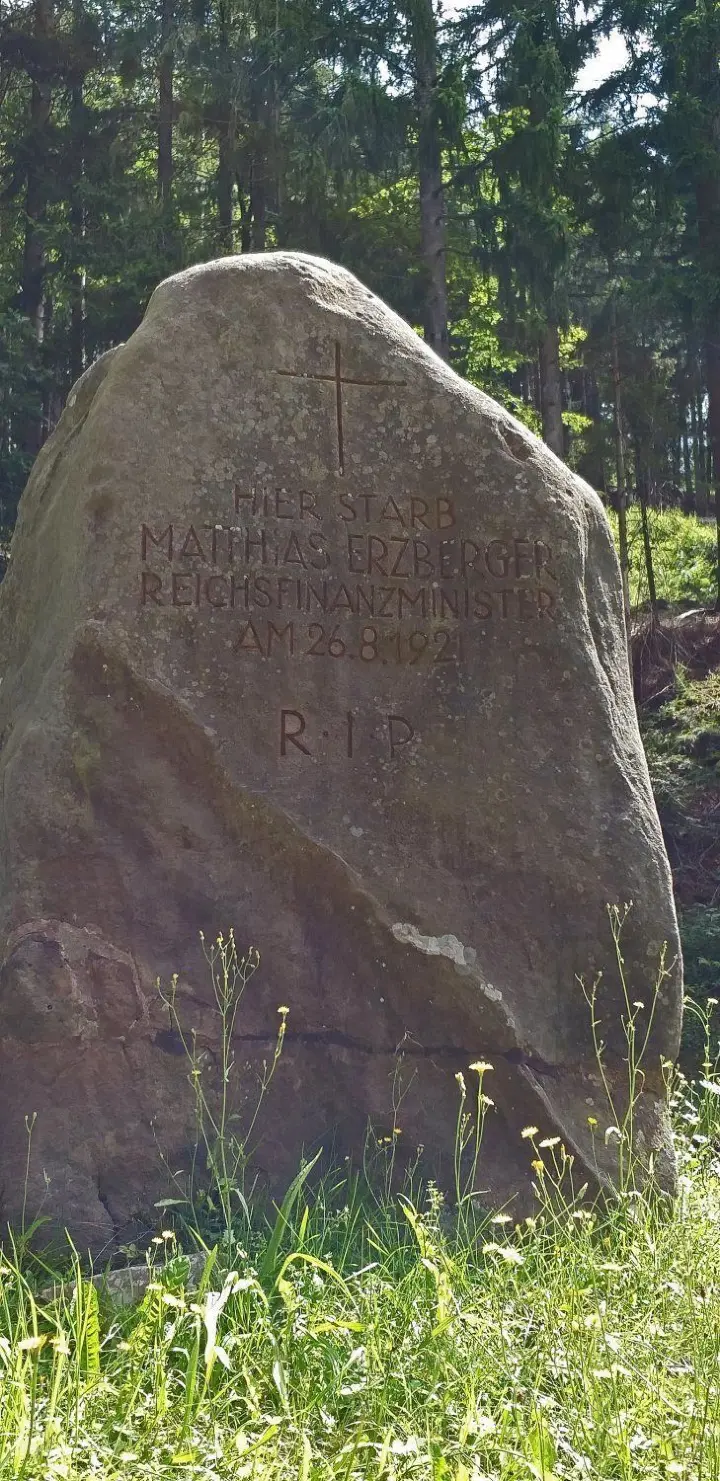 HIER STARB
MATTHIAS ERZBERGER
REICHSFINANZMINISTER
AM 26.8.1921
R·I·P